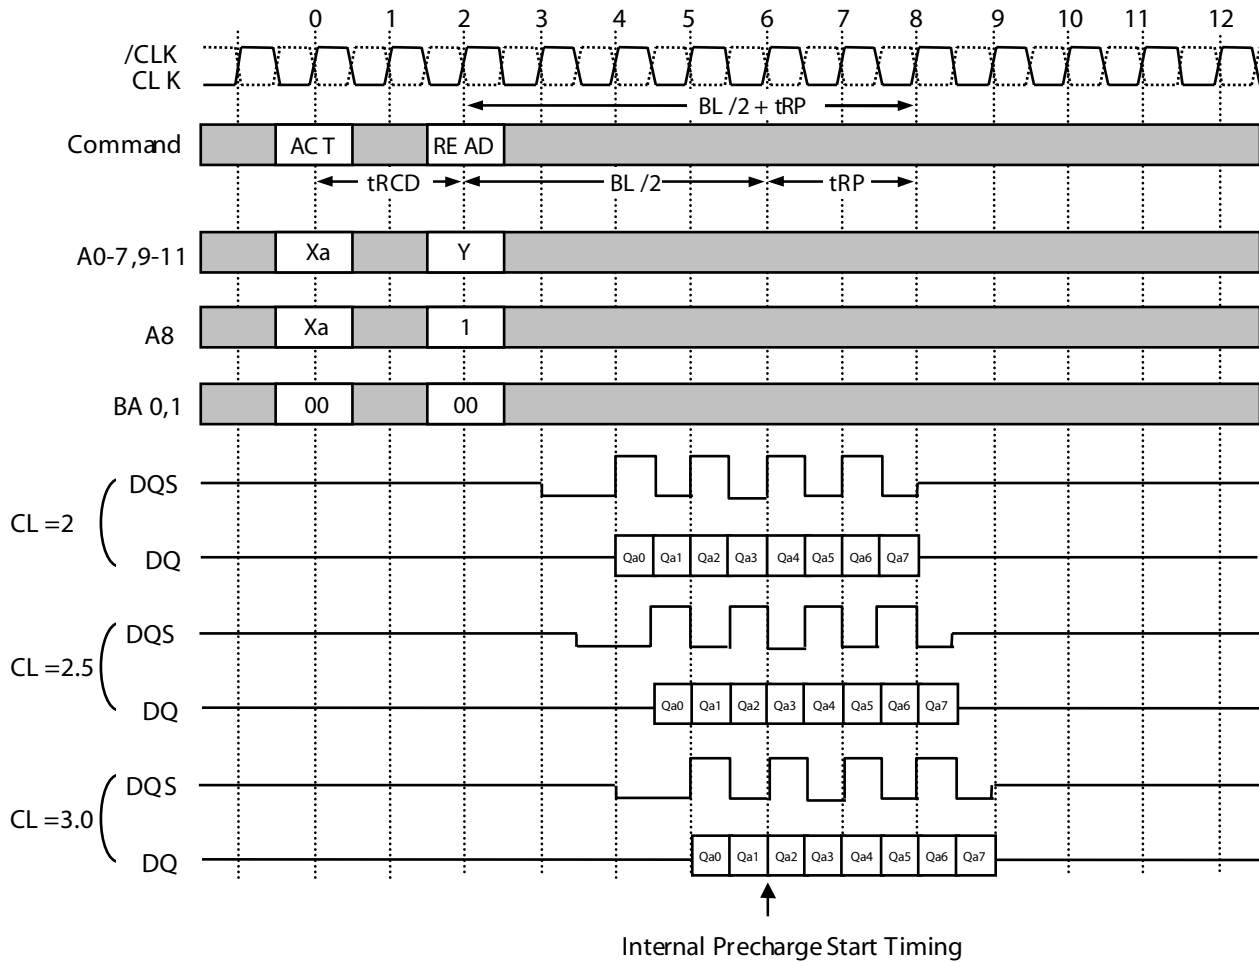 0 1 2 3 4 5 6 7 8 9 10 11 12
/CLK
CLK
BL /2 + tRP
Command ACT READ
tRCD BL /2 tRP
A0-7,9-11 Xa Y
A8 Xa 1
BA 0,1 00 00
DQS
CL =2
DQ Qa0 Qa1 Qa2 Qa3 Qa4 Qa5 Qa6 Qa7
DQS
CL =2.5
DQ Qa0 Qa1 Qa2 Qa3 Qa4 Qa5 Qa6 Qa7
DQS
CL =3.0
DQ Qa0 Qa1 Qa2 Qa3 Qa4 Qa5 Qa6 Qa7
Internal Precharge Start Timing